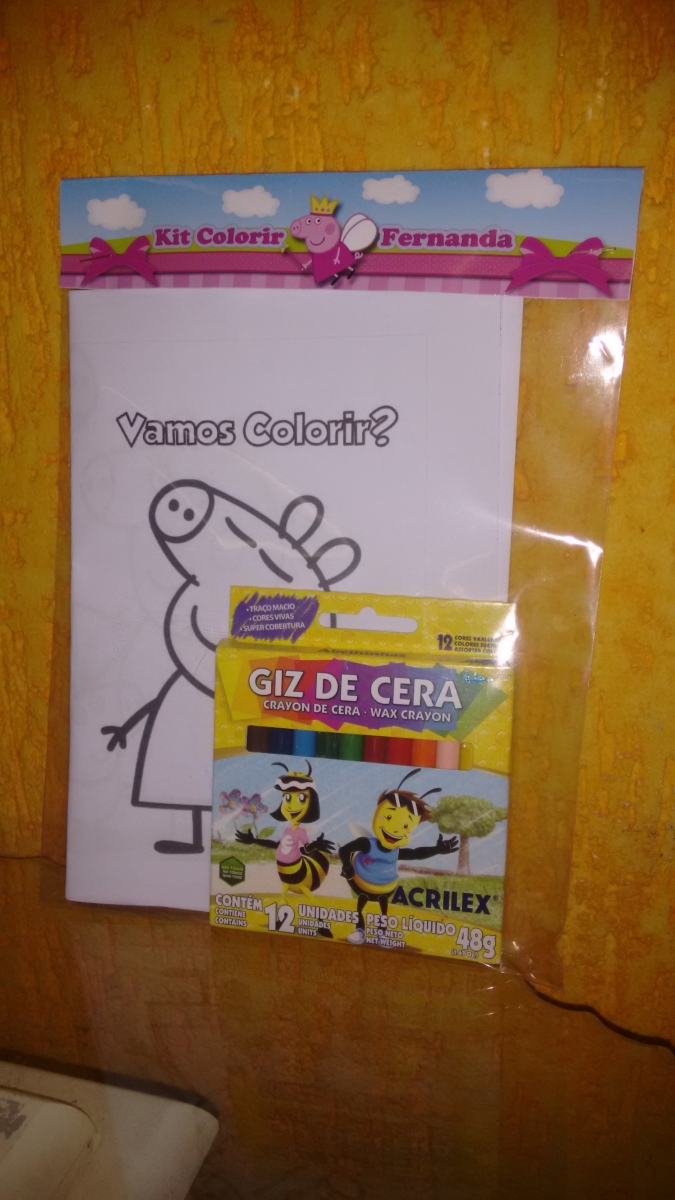 Kit Colorir Fernanda
Vamos Colorir?
• TRAÇO MACIO
• CORES VIVAS
• SUPER COBERTURA
12 CORES
GIZ DE CERA
CRAYON DE CERA - WAX CRAYON
ACRILEX®
CONTÉM
CONTIENE
CONTAINS
12 UNIDADES
UNIDADES
UNITS
PESO LÍQUIDO
PESO NETO
NET WEIGHT
48g